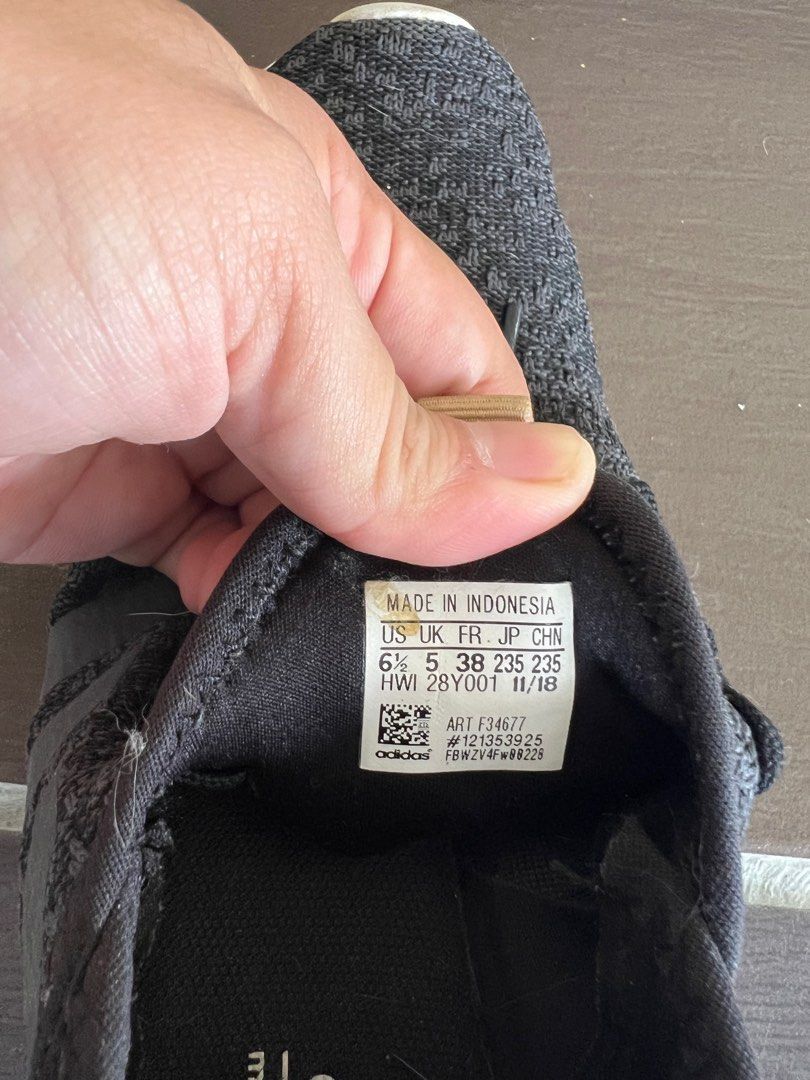 MADE IN INDONESIA
US UK FR JP CHN
6½ 5 38 235 235
HWI 28Y001 11/18
ART F34677
#121353925
adidas FBWZV4FW08228